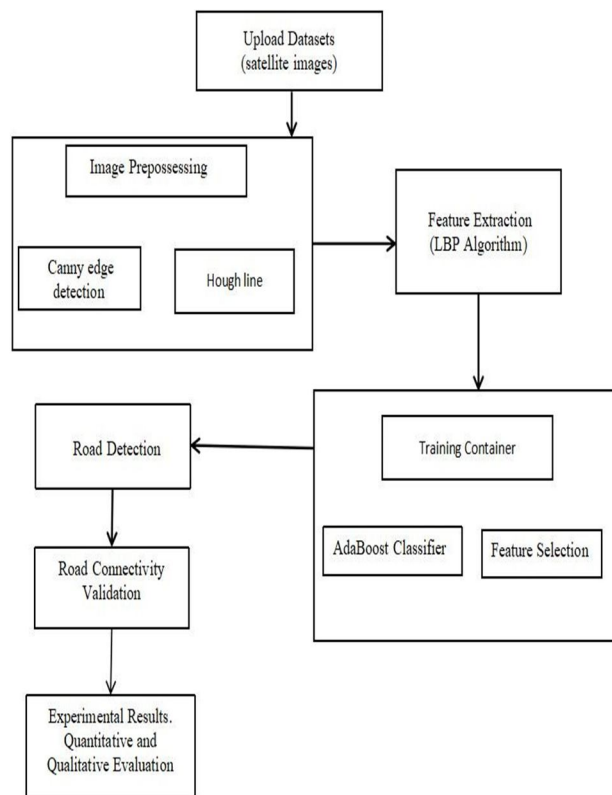 Upload Datasets
(satellite images)
Image Prepossessing
Canny edge
detection
Hough line
Feature Extraction
(LBP Algorithm)
Training Container
AdaBoost Classifier
Feature Selection
Road Detection
Road Connectivity
Validation
Experimental Results.
Quantitative and
Qualitative Evaluation